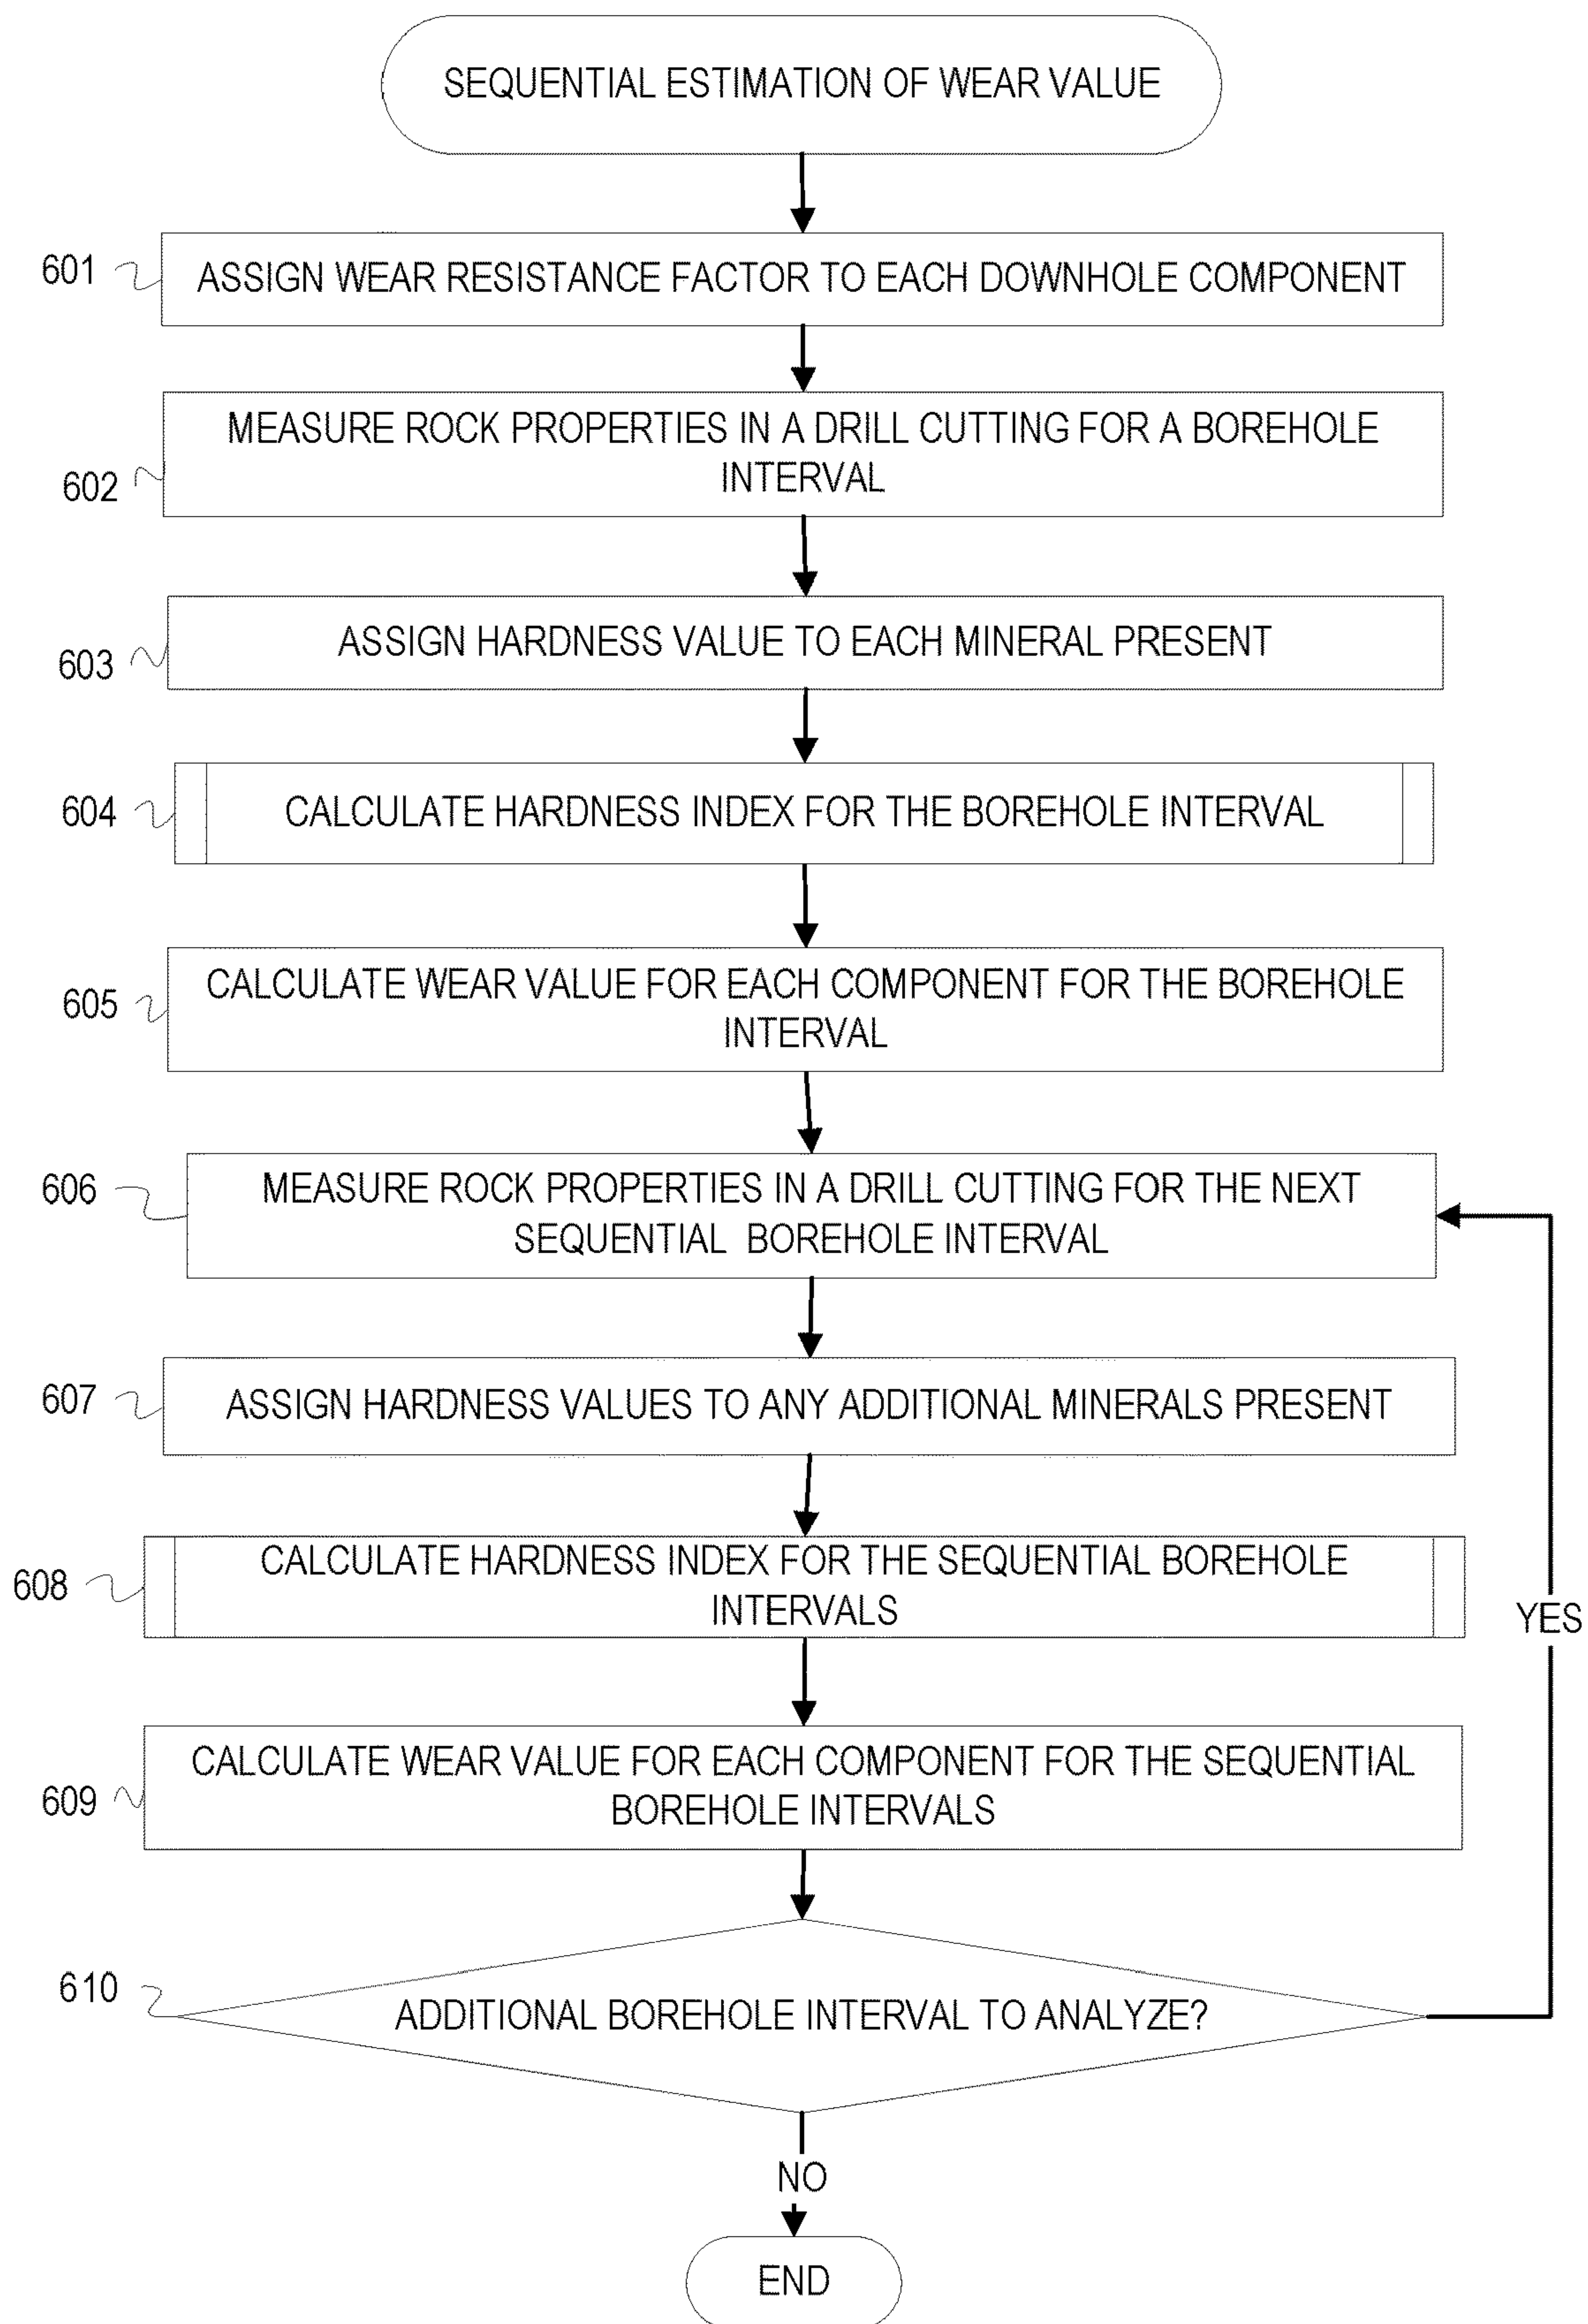 SEQUENTIAL ESTIMATION OF WEAR VALUE
601
ASSIGN WEAR RESISTANCE FACTOR TO EACH DOWNHOLE COMPONENT
MEASURE ROCK PROPERTIES IN A DRILL CUTTING FOR A BOREHOLE
INTERVAL
602
ASSIGN HARDNESS VALUE TO EACH MINERAL PRESENT
603
604
CALCULATE HARDNESS INDEX FOR THE BOREHOLE INTERVAL
CALCULATE WEAR VALUE FOR EACH COMPONENT FOR THE BOREHOLE
INTERVAL
605
606
MEASURE ROCK PROPERTIES IN A DRILL CUTTING FOR THE NEXT
SEQUENTIAL BOREHOLE INTERVAL
607
ASSIGN HARDNESS VALUES TO ANY ADDITIONAL MINERALS PRESENT
608
CALCULATE HARDNESS INDEX FOR THE SEQUENTIAL BOREHOLE
INTERVALS
YES
CALCULATE WEAR VALUE FOR EACH COMPONENT FOR THE SEQUENTIAL
BOREHOLE INTERVALS
609
610
ADDITIONAL BOREHOLE INTERVAL TO ANALYZE?
NO
END